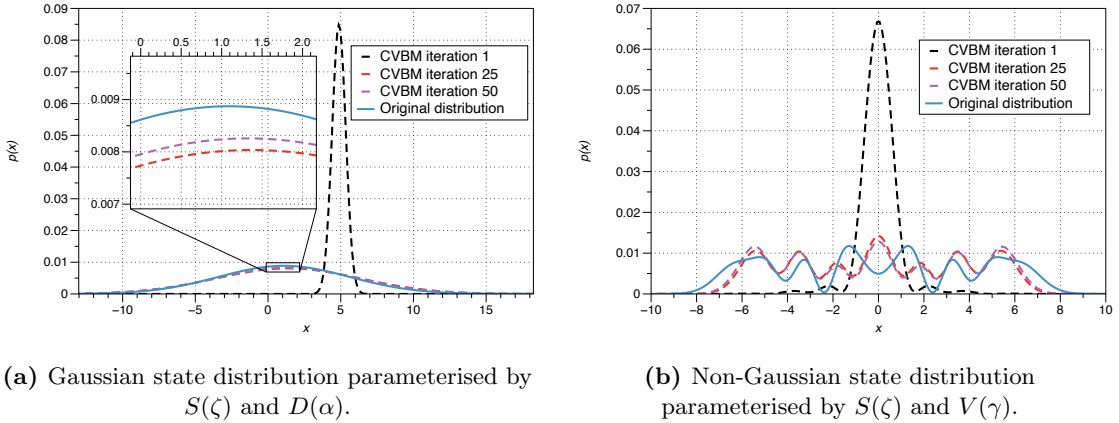 0.09
0.08
0.07
0.06
0.05
0.04
0.03
0.02
0.01
0
p(x)
0 0.5 1.0 1.5 2.0
0.009
0.008
0.007
CVBM iteration 1
CVBM iteration 25
CVBM iteration 50
Original distribution
−10 −5 0 5 10 15
x
0.07
0.06
0.05
0.04
0.03
0.02
0.01
0
p(x)
CVBM iteration 1
CVBM iteration 25
CVBM iteration 50
Original distribution
−10 −8 −6 −4 −2 0 2 4 6 8 10
x
(a) Gaussian state distribution parameterised by
S(ζ) and D(α).
(b) Non-Gaussian state distribution
parameterised by S(ζ) and V(γ).